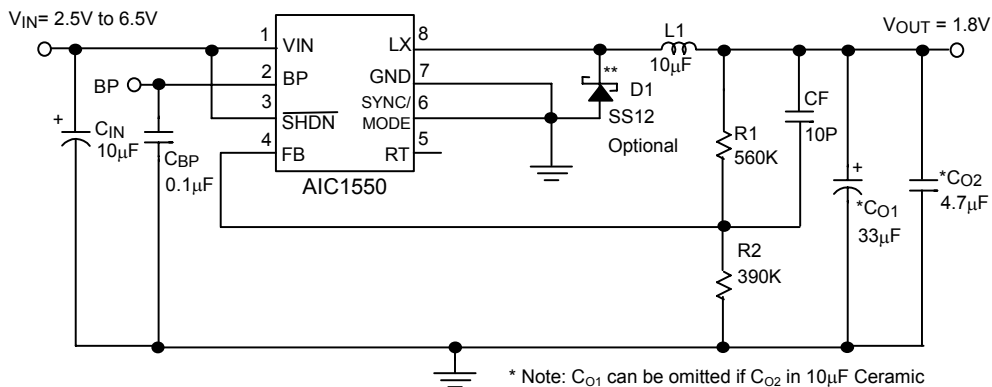 VIN= 2.5V to 6.5V
VOUT = 1.8V
1 VIN
LX 8
L1
10μF
BP
2 BP
GND 7
** D1
SS12
Optional
3 SHDN
SYNC/
MODE 6
4 FB
RT 5
AIC1550
+ CIN
10μF
CBP
0.1μF
CF
10P
R1
560K
+
*CO1
33μF
*CO2
4.7μF
R2
390K
* Note: CO1 can be omitted if CO2 in 10μF Ceramic